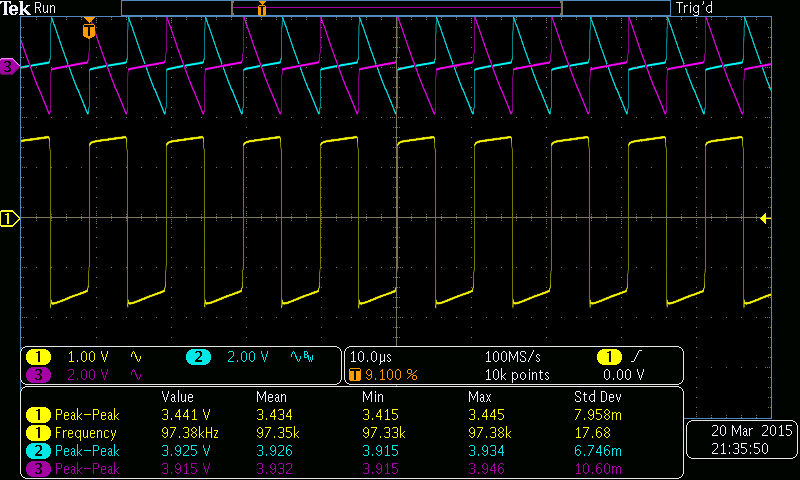 Tek Run Trig'd
T
T
3
1
1 1.00 V 2 2.00 V BW 10.0µs 100MS/s 1
3 2.00 V T 9.100 % 10k points 0.00 V
Value Mean Min Max Std Dev
1 Peak-Peak 3.441 V 3.434 3.415 3.445 7.958m
1 Frequency 97.38kHz 97.35k 97.33k 97.38k 17.68
2 Peak-Peak 3.925 V 3.926 3.915 3.934 6.746m
3 Peak-Peak 3.915 V 3.932 3.915 3.946 10.60m
20 Mar 2015
21:35:50